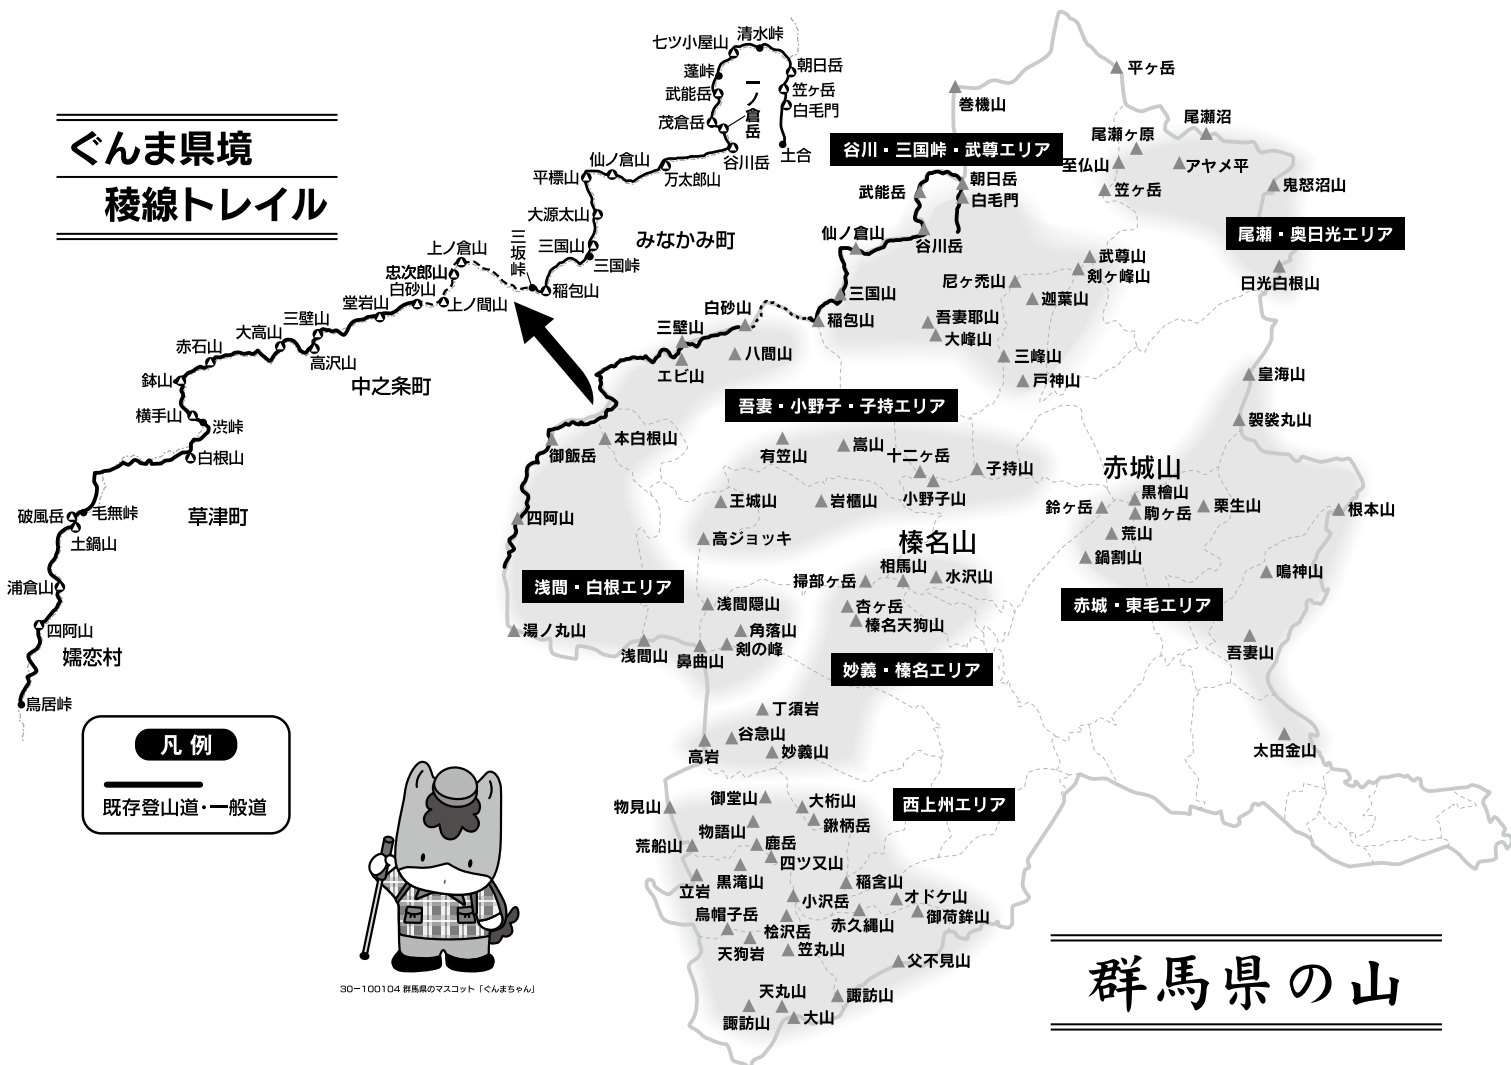 ぐんま県境
稜線トレイル
七ツ小屋山
清水峠
蓬峠
朝日岳
武能岳
一ノ倉岳
笠ヶ岳
白毛門
茂倉岳
谷川岳
土合
仙ノ倉山
平標山
万太郎山
大源太山
三国山
三国峠
みなかみ町
三坂峠
稲包山
上ノ倉山
忠次郎山
白砂山
上ノ間山
堂岩山
三壁山
大高山
高沢山
赤石山
中之条町
鉢山
横手山
渋峠
白根山
草津町
破風岳
毛無峠
土鍋山
浦倉山
四阿山
嬬恋村
鳥居峠
凡 例
既存登山道・一般道
30−100104 群馬県のマスコット「ぐんまちゃん」
谷川・三国峠・武尊エリア
平ヶ岳
巻機山
尾瀬沼
尾瀬ヶ原
至仏山
アヤメ平
笠ヶ岳
鬼怒沼山
尾瀬・奥日光エリア
日光白根山
武能岳
朝日岳
白毛門
仙ノ倉山
谷川岳
武尊山
剣ヶ峰山
尼ヶ禿山
迦葉山
三国山
白砂山
稲包山
吾妻耶山
大峰山
三壁山
八間山
エビ山
三峰山
戸神山
皇海山
袈裟丸山
吾妻・小野子・子持エリア
本白根山
御飯岳
有笠山
嵩山
十二ヶ岳
子持山
小野子山
王城山
岩櫃山
四阿山
高ジョッキ
赤城山
黒檜山
鈴ヶ岳
駒ヶ岳
栗生山
根本山
荒山
鍋割山
鳴神山
榛名山
相馬山
掃部ヶ岳
水沢山
浅間・白根エリア
赤城・東毛エリア
浅間隠山
杏ヶ岳
榛名天狗山
湯ノ丸山
角落山
剣の峰
浅間山
鼻曲山
吾妻山
妙義・榛名エリア
丁須岩
谷急山
高岩
妙義山
太田金山
西上州エリア
物見山
御堂山
大桁山
鍬柄岳
物語山
荒船山
鹿岳
四ツ又山
立岩
黒滝山
稲含山
小沢岳
オドケ山
烏帽子岳
赤久縄山
御荷鉾山
桧沢岳
天狗岩
笠丸山
父不見山
天丸山
諏訪山
諏訪山
大山
群馬県の山